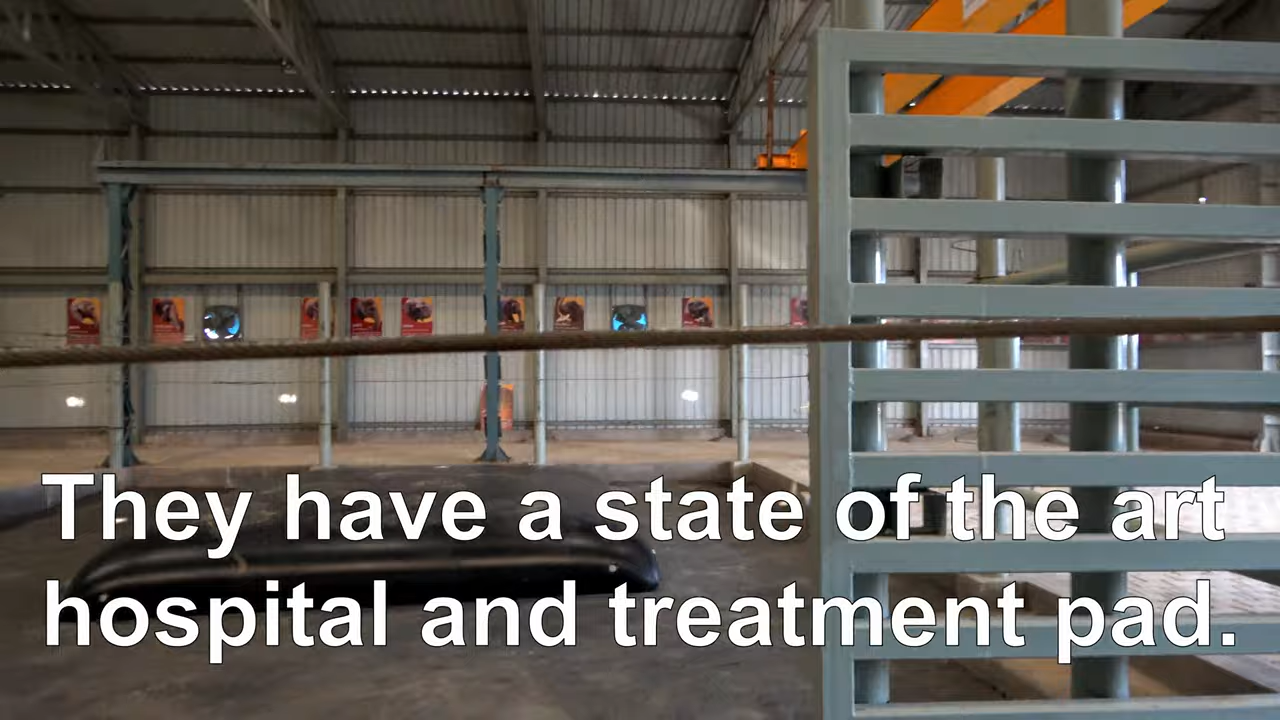 They have a state of the art
hospital and treatment pad.